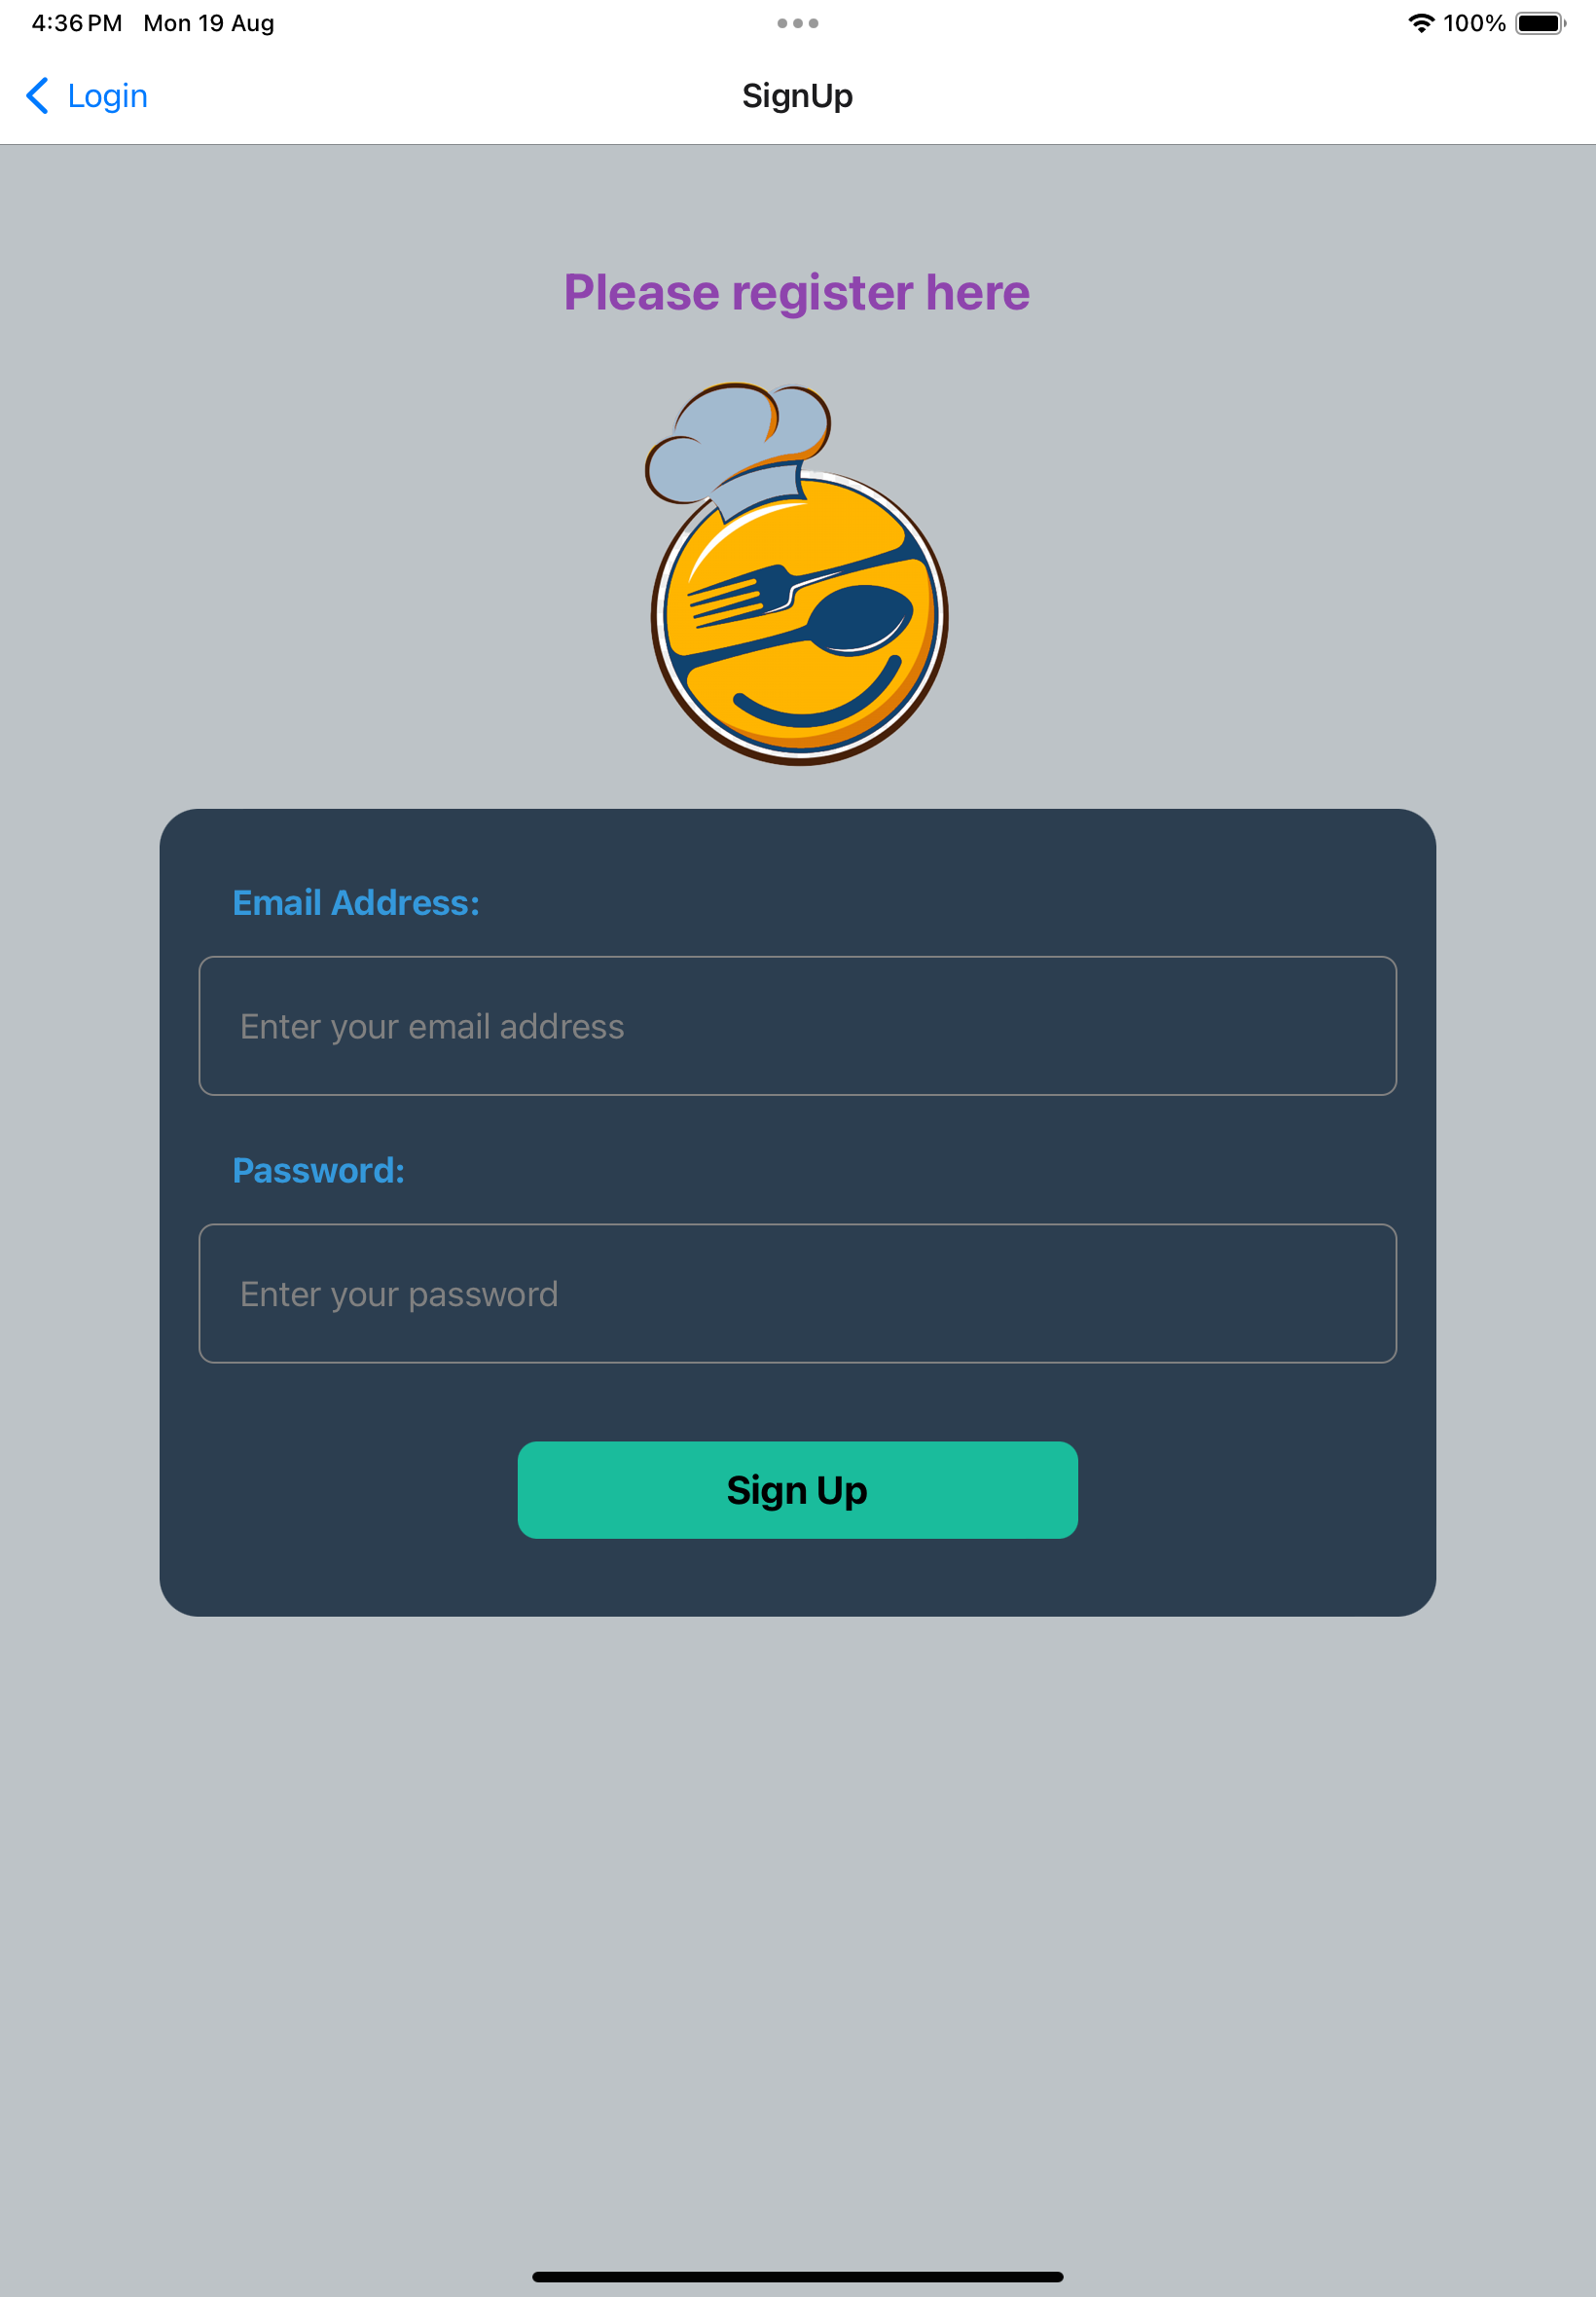 4:36 PM Mon 19 Aug
100%
Login
SignUp
Please register here
Email Address:
Enter your email address
Password:
Enter your password
Sign Up